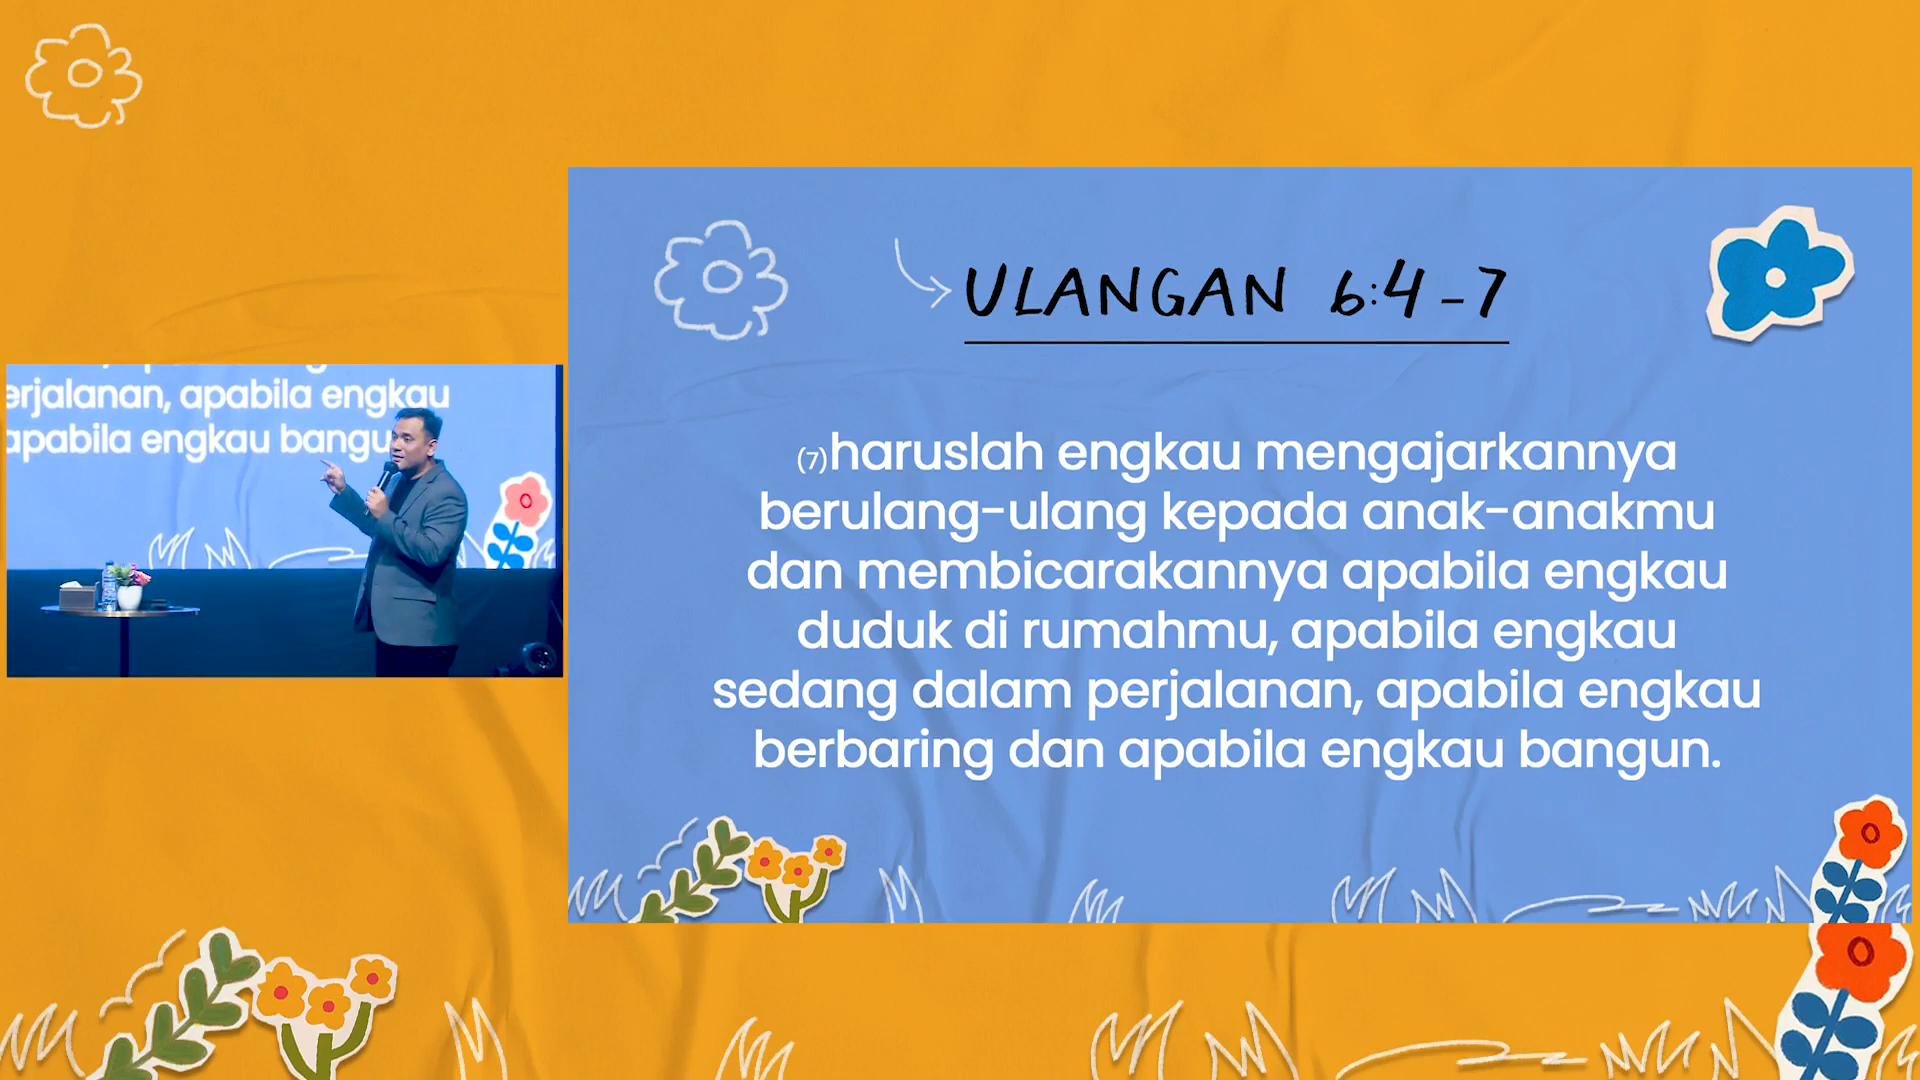 ULANGAN 6:4-7
(7)haruslah engkau mengajarkannya
berulang-ulang kepada anak-anakmu
dan membicarakannya apabila engkau
duduk di rumahmu, apabila engkau
sedang dalam perjalanan, apabila engkau
berbaring dan apabila engkau bangun.
erjalanan, apabila engkau
apabila engkau bangu